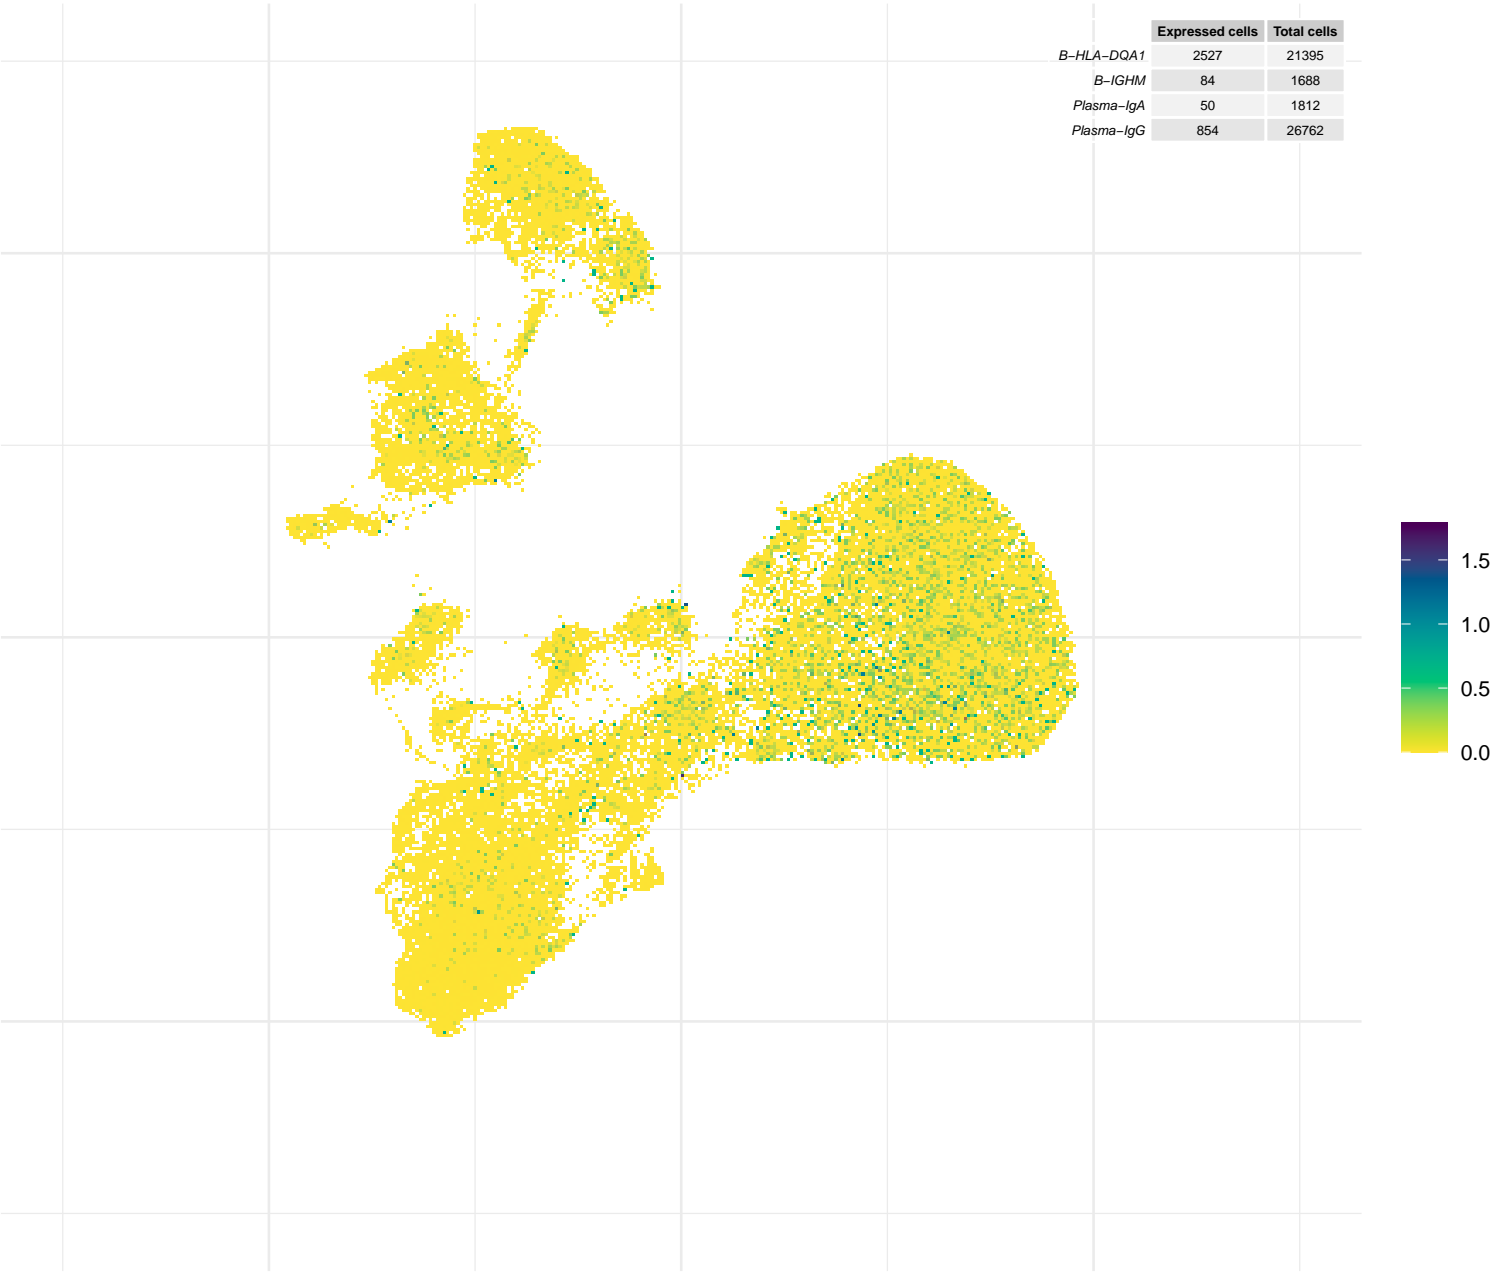 Expressed cells Total cells
B−HLA−DQA1 2527 21395
B−IGHM 84 1688
Plasma−IgA 50 1812
Plasma−IgG 854 26762
1.5
1.0
0.5
0.0